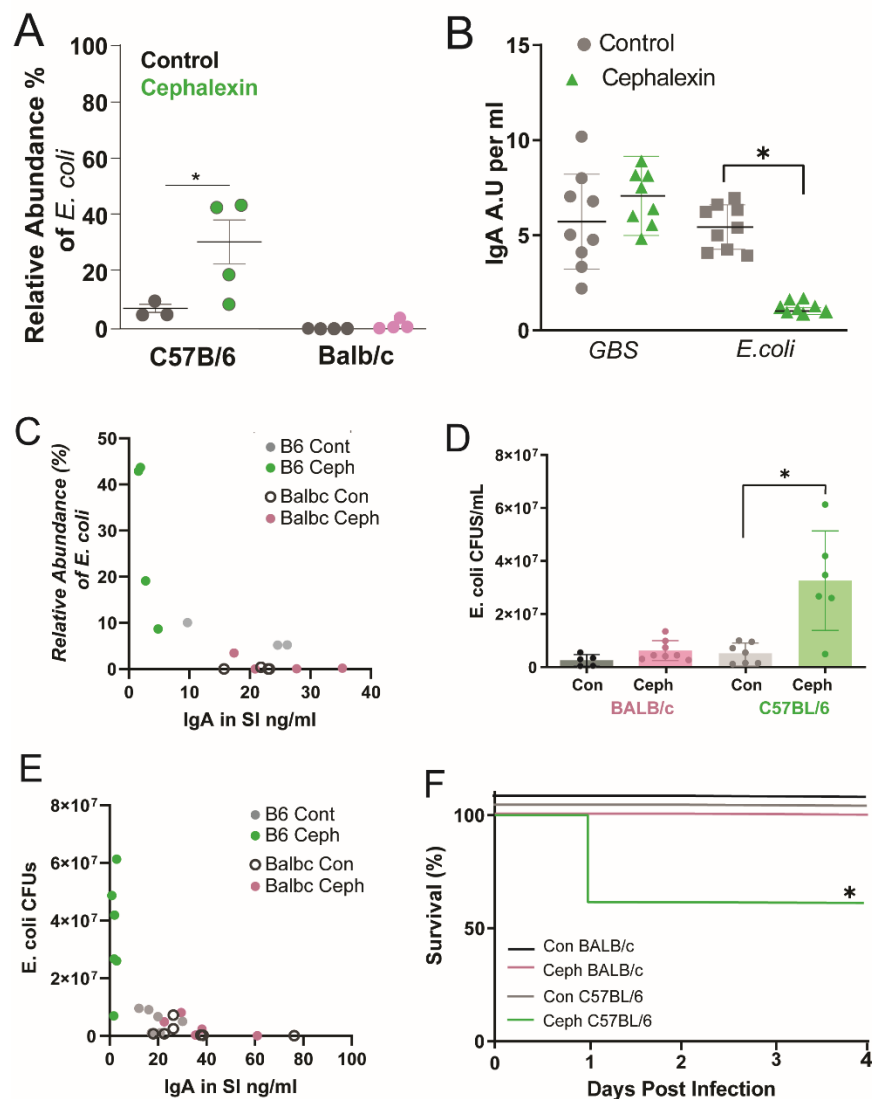 A
Relative Abundance %
of E. coli
100
80
60
40
20
0
Control
Cephalexin
*
C57B/6
Balb/c
B
IgA A.U per ml
15
10
5
0
Control
Cephalexin
*
GBS
E.coli
C
Relative Abundance (%)
of E. coli
50
40
30
20
10
0
B6 Cont
B6 Ceph
Balbc Con
Balbc Ceph
0 10 20 30 40
IgA in SI ng/ml
D
E. coli CFUS/mL
8×10⁷
6×10⁷
4×10⁷
2×10⁷
0
*
Con Ceph Con Ceph
BALB/c C57BL/6
E
E. coli CFUs
8×10⁷
6×10⁷
4×10⁷
2×10⁷
0
B6 Cont
B6 Ceph
Balbc Con
Balbc Ceph
0 20 40 60 80 100
IgA in SI ng/ml
F
Survival (%)
100
50
0
*
Con BALB/c
Ceph BALB/c
Con C57BL/6
Ceph C57BL/6
0 1 2 3 4
Days Post Infection